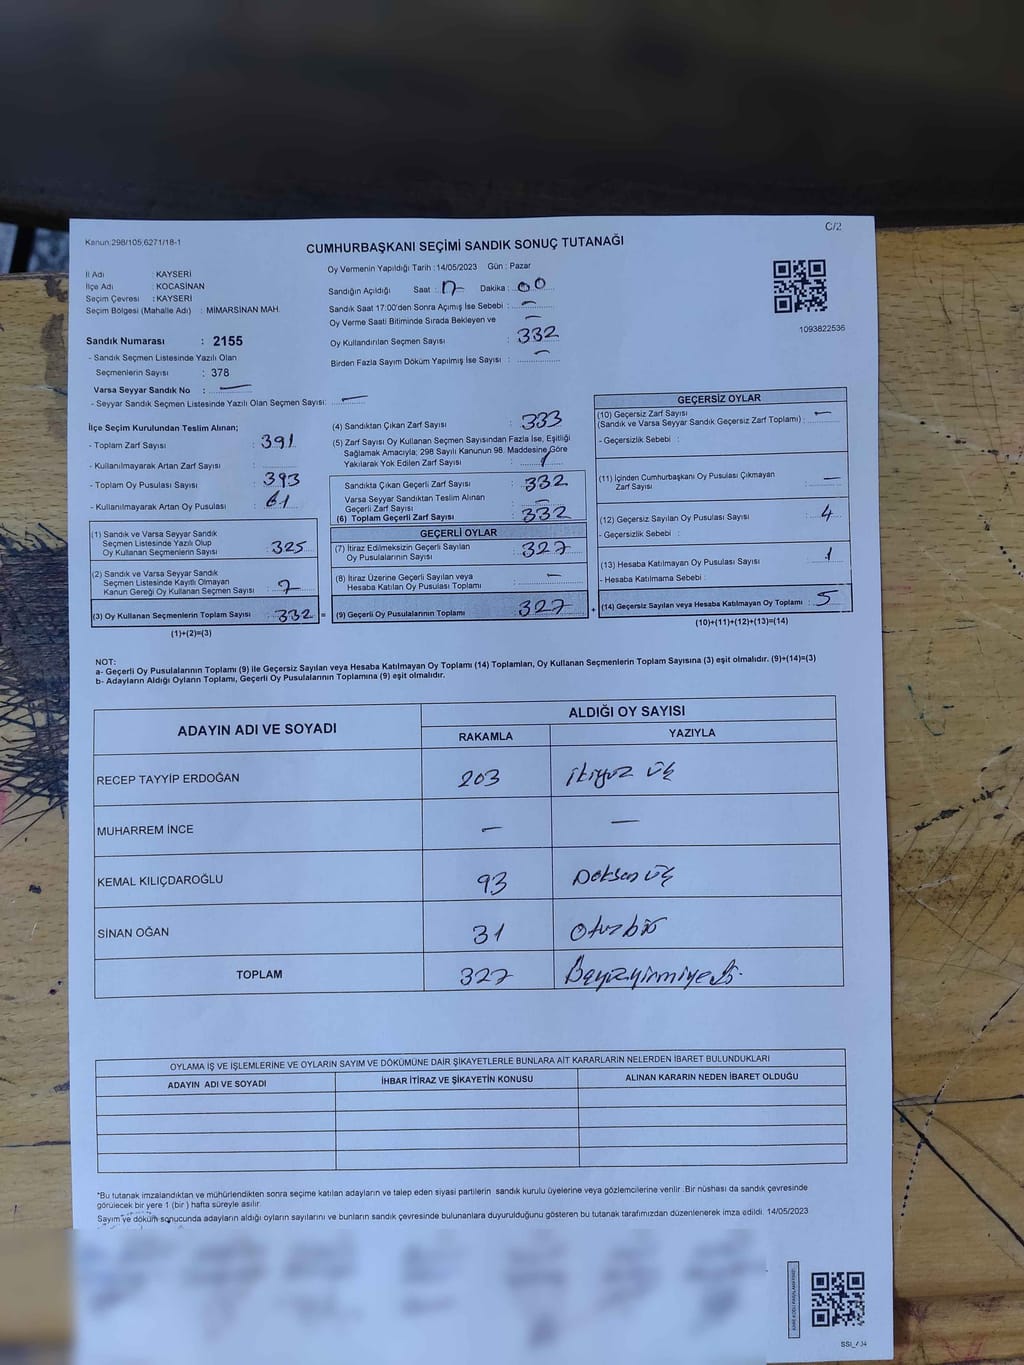 C/2
Kanun:298/105;6271/18-1
CUMHURBAŞKANI SEÇİMİ SANDIK SONUÇ TUTANAĞI
İl Adı : KAYSERİ
İlçe Adı : KOCASİNAN
Seçim Çevresi : KAYSERİ
Seçim Bölgesi (Mahalle Adı) : MİMARSİNAN MAH.
Oy Vermenin Yapıldığı Tarih :14/05/2023 Gün : Pazar
Sandığın Açıldığı Saat : 17 Dakika : 00
Sandık Saat 17:00'den Sonra Açımış İse Sebebi : —
Oy Verme Saati Bitiminde Sırada Bekleyen ve —
Oy Kullandırılan Seçmen Sayısı : 332
Birden Fazla Sayım Döküm Yapılmış İse Sayısı : —
1093822536
Sandık Numarası : 2155
- Sandık Seçmen Listesinde Yazılı Olan
Seçmenlerin Sayısı : 378
Varsa Seyyar Sandık No : —
- Seyyar Sandık Seçmen Listesinde Yazılı Olan Seçmen Sayısı: —
İlçe Seçim Kurulundan Teslim Alınan;
- Toplam Zarf Sayısı : 391
- Kullanılmayarak Artan Zarf Sayısı :
- Toplam Oy Pusulası Sayısı : 393
- Kullanılmayarak Artan Oy Pusulası : 61
(1) Sandık ve Varsa Seyyar Sandık
Seçmen Listesinde Yazılı Olup
Oy Kullanan Seçmenlerin Sayısı : 325
(2) Sandık ve Varsa Seyyar Sandık
Seçmen Listesinde Kayıtlı Olmayan
Kanun Gereği Oy Kullanan Seçmen Sayısı : 7
(3) Oy Kullanan Seçmenlerin Toplam Sayısı : 332 =
(1)+(2)=(3)
(4) Sandıktan Çıkan Zarf Sayısı : 333
(5) Zarf Sayısı Oy Kullanan Seçmen Sayısından Fazla İse, Eşitliği
Sağlamak Amacıyla; 298 Sayılı Kanunun 98. Maddesine Göre
Yakılarak Yok Edilen Zarf Sayısı : 1
Sandıkta Çıkan Geçerli Zarf Sayısı : 332
Varsa Seyyar Sandıktan Teslim Alınan
Geçerli Zarf Sayısı : —
(6) Toplam Geçerli Zarf Sayısı : 332
GEÇERLİ OYLAR
(7) İtiraz Edilmeksizin Geçerli Sayılan
Oy Pusulalarının Sayısı : 327
(8) İtiraz Üzerine Geçerli Sayılan veya
Hesaba Katılan Oy Pusulası Toplamı : —
(9) Geçerli Oy Pusulalarının Toplamı : 327 +
GEÇERSİZ OYLAR
(10) Geçersiz Zarf Sayısı
(Sandık ve Varsa Seyyar Sandık Geçersiz Zarf Toplamı) : —
- Geçersizlik Sebebi :
(11) İçinden Cumhurbaşkanı Oy Pusulası Çıkmayan
Zarf Sayısı : —
(12) Geçersiz Sayılan Oy Pusulası Sayısı : 4
- Geçersizlik Sebebi :
(13) Hesaba Katılmayan Oy Pusulası Sayısı : 1
- Hesaba Katılmama Sebebi :
(14) Geçersiz Sayılan veya Hesaba Katılmayan Oy Toplamı : 5
(10)+(11)+(12)+(13)=(14)
NOT:
a- Geçerli Oy Pusulalarının Toplamı (9) ile Geçersiz Sayılan veya Hesaba Katılmayan Oy Toplamı (14) Toplamları, Oy Kullanan Seçmenlerin Toplam Sayısına (3) eşit olmalıdır. (9)+(14)=(3)
b- Adayların Aldığı Oyların Toplamı, Geçerli Oy Pusulalarının Toplamına (9) eşit olmalıdır.
ADAYIN ADI VE SOYADI ALDIĞI OY SAYISI
RAKAMLA YAZIYLA
RECEP TAYYİP ERDOĞAN 203 ikiyüz üç
MUHARREM İNCE — —
KEMAL KILIÇDAROĞLU 93 Doksan üç
SİNAN OĞAN 31 Otuzbir
TOPLAM 327
OYLAMA İŞ VE İŞLEMLERİNE VE OYLARIN SAYIM VE DÖKÜMÜNE DAİR ŞİKAYETLERLE BUNLARA AİT KARARLARIN NELERDEN İBARET BULUNDUKLARI
ADAYIN ADI VE SOYADI İHBAR İTİRAZ VE ŞİKAYETİN KONUSU ALINAN KARARIN NEDEN İBARET OLDUĞU
*Bu tutanak imzalandıktan ve mühürlendikten sonra seçime katılan adayların ve talep eden siyasi partilerin sandık kurulu üyelerine veya gözlemcilerine verilir. Bir nüshası da sandık çevresinde
görülecek bir yere 1 (bir ) hafta süreyle asılır.
Sayım ve döküm sonucunda adayların aldığı oyların sayılarını ve bunların sandık çevresinde bulunanlara duyurulduğunu gösteren bu tutanak tarafımızdan düzenlenerek imza edildi. 14/05/2023